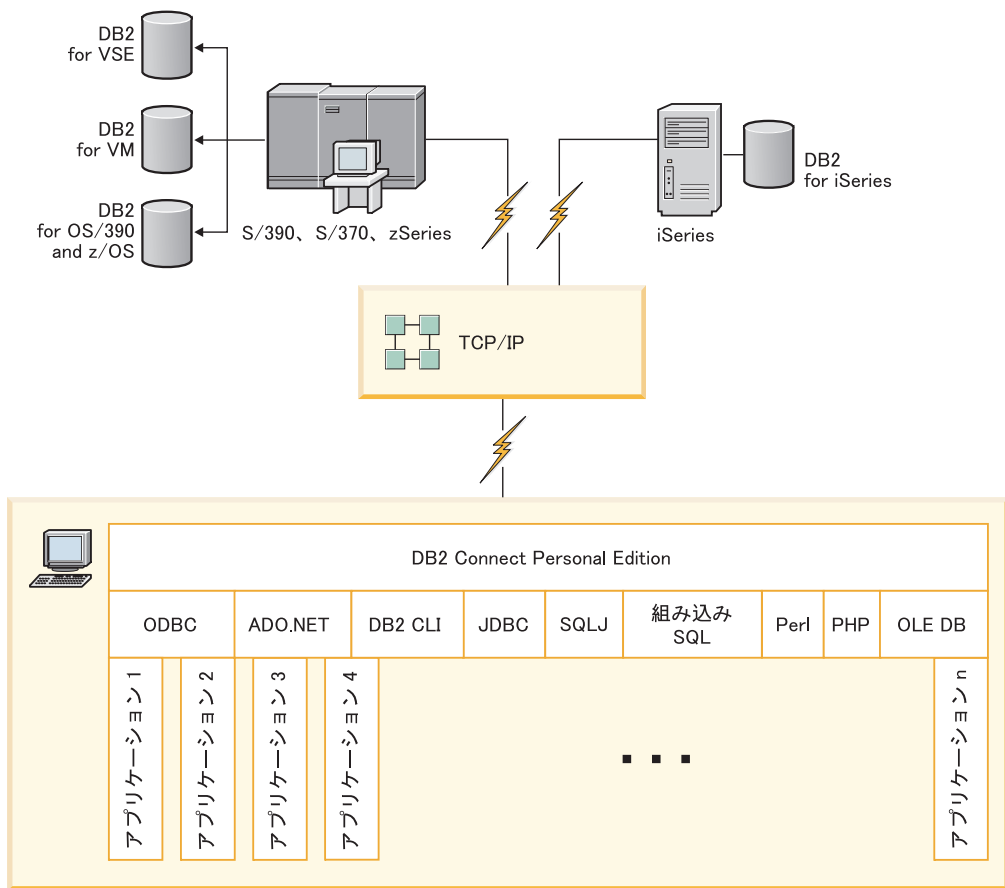 DB2
for VSE
DB2
for VM
DB2
for OS/390
and z/OS
S/390、S/370、zSeries
iSeries
DB2
for iSeries
TCP/IP
DB2 Connect Personal Edition
ODBC
ADO.NET
DB2 CLI
JDBC
SQLJ
組み込み
SQL
Perl
PHP
OLE DB
アプリケーション 1
アプリケーション 2
アプリケーション 3
アプリケーション 4
アプリケーション n